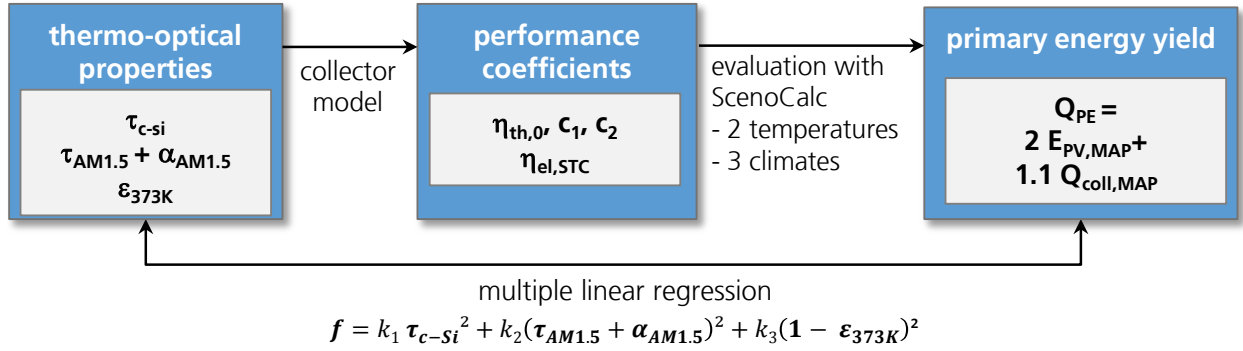 thermo-optical
properties
τc-si
τAM1.5 + αAM1.5
ε373K
collector
model
performance
coefficients
ηth,0, c1, c2
ηel,STC
evaluation with
ScenoCalc
- 2 temperatures
- 3 climates
primary energy yield
QPE =
2 EPV,MAP+
1.1 Qcoll,MAP
multiple linear regression
f = k₁ τc−Si² + k₂(τAM1.5 + αAM1.5)² + k₃(1 − ε373K)²